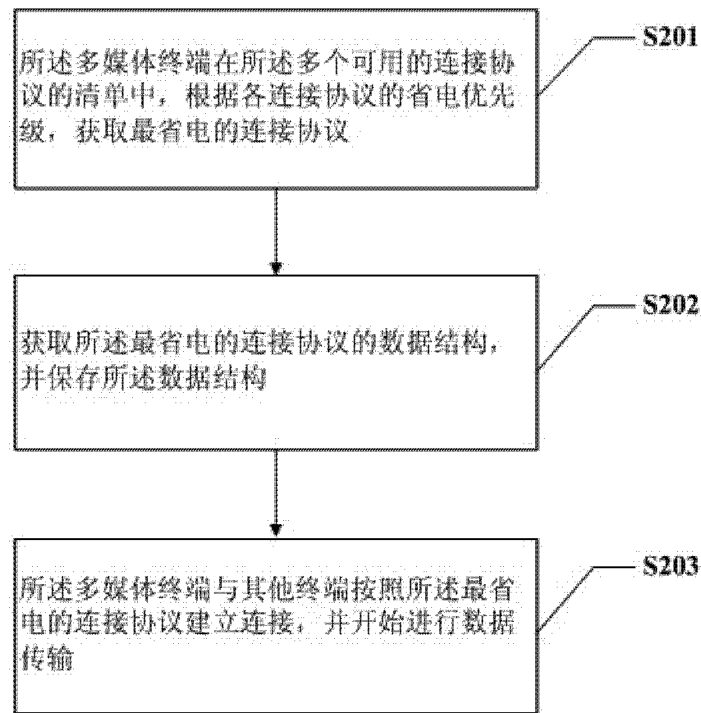 所述多媒体终端在所述多个可用的连接协
议的清单中，根据各连接协议的省电优先
级，获取最省电的连接协议
S201
获取所述最省电的连接协议的数据结构，
并保存所述数据结构
S202
所述多媒体终端与其他终端按照所述最省
电的连接协议建立连接，并开始进行数据
传输
S203